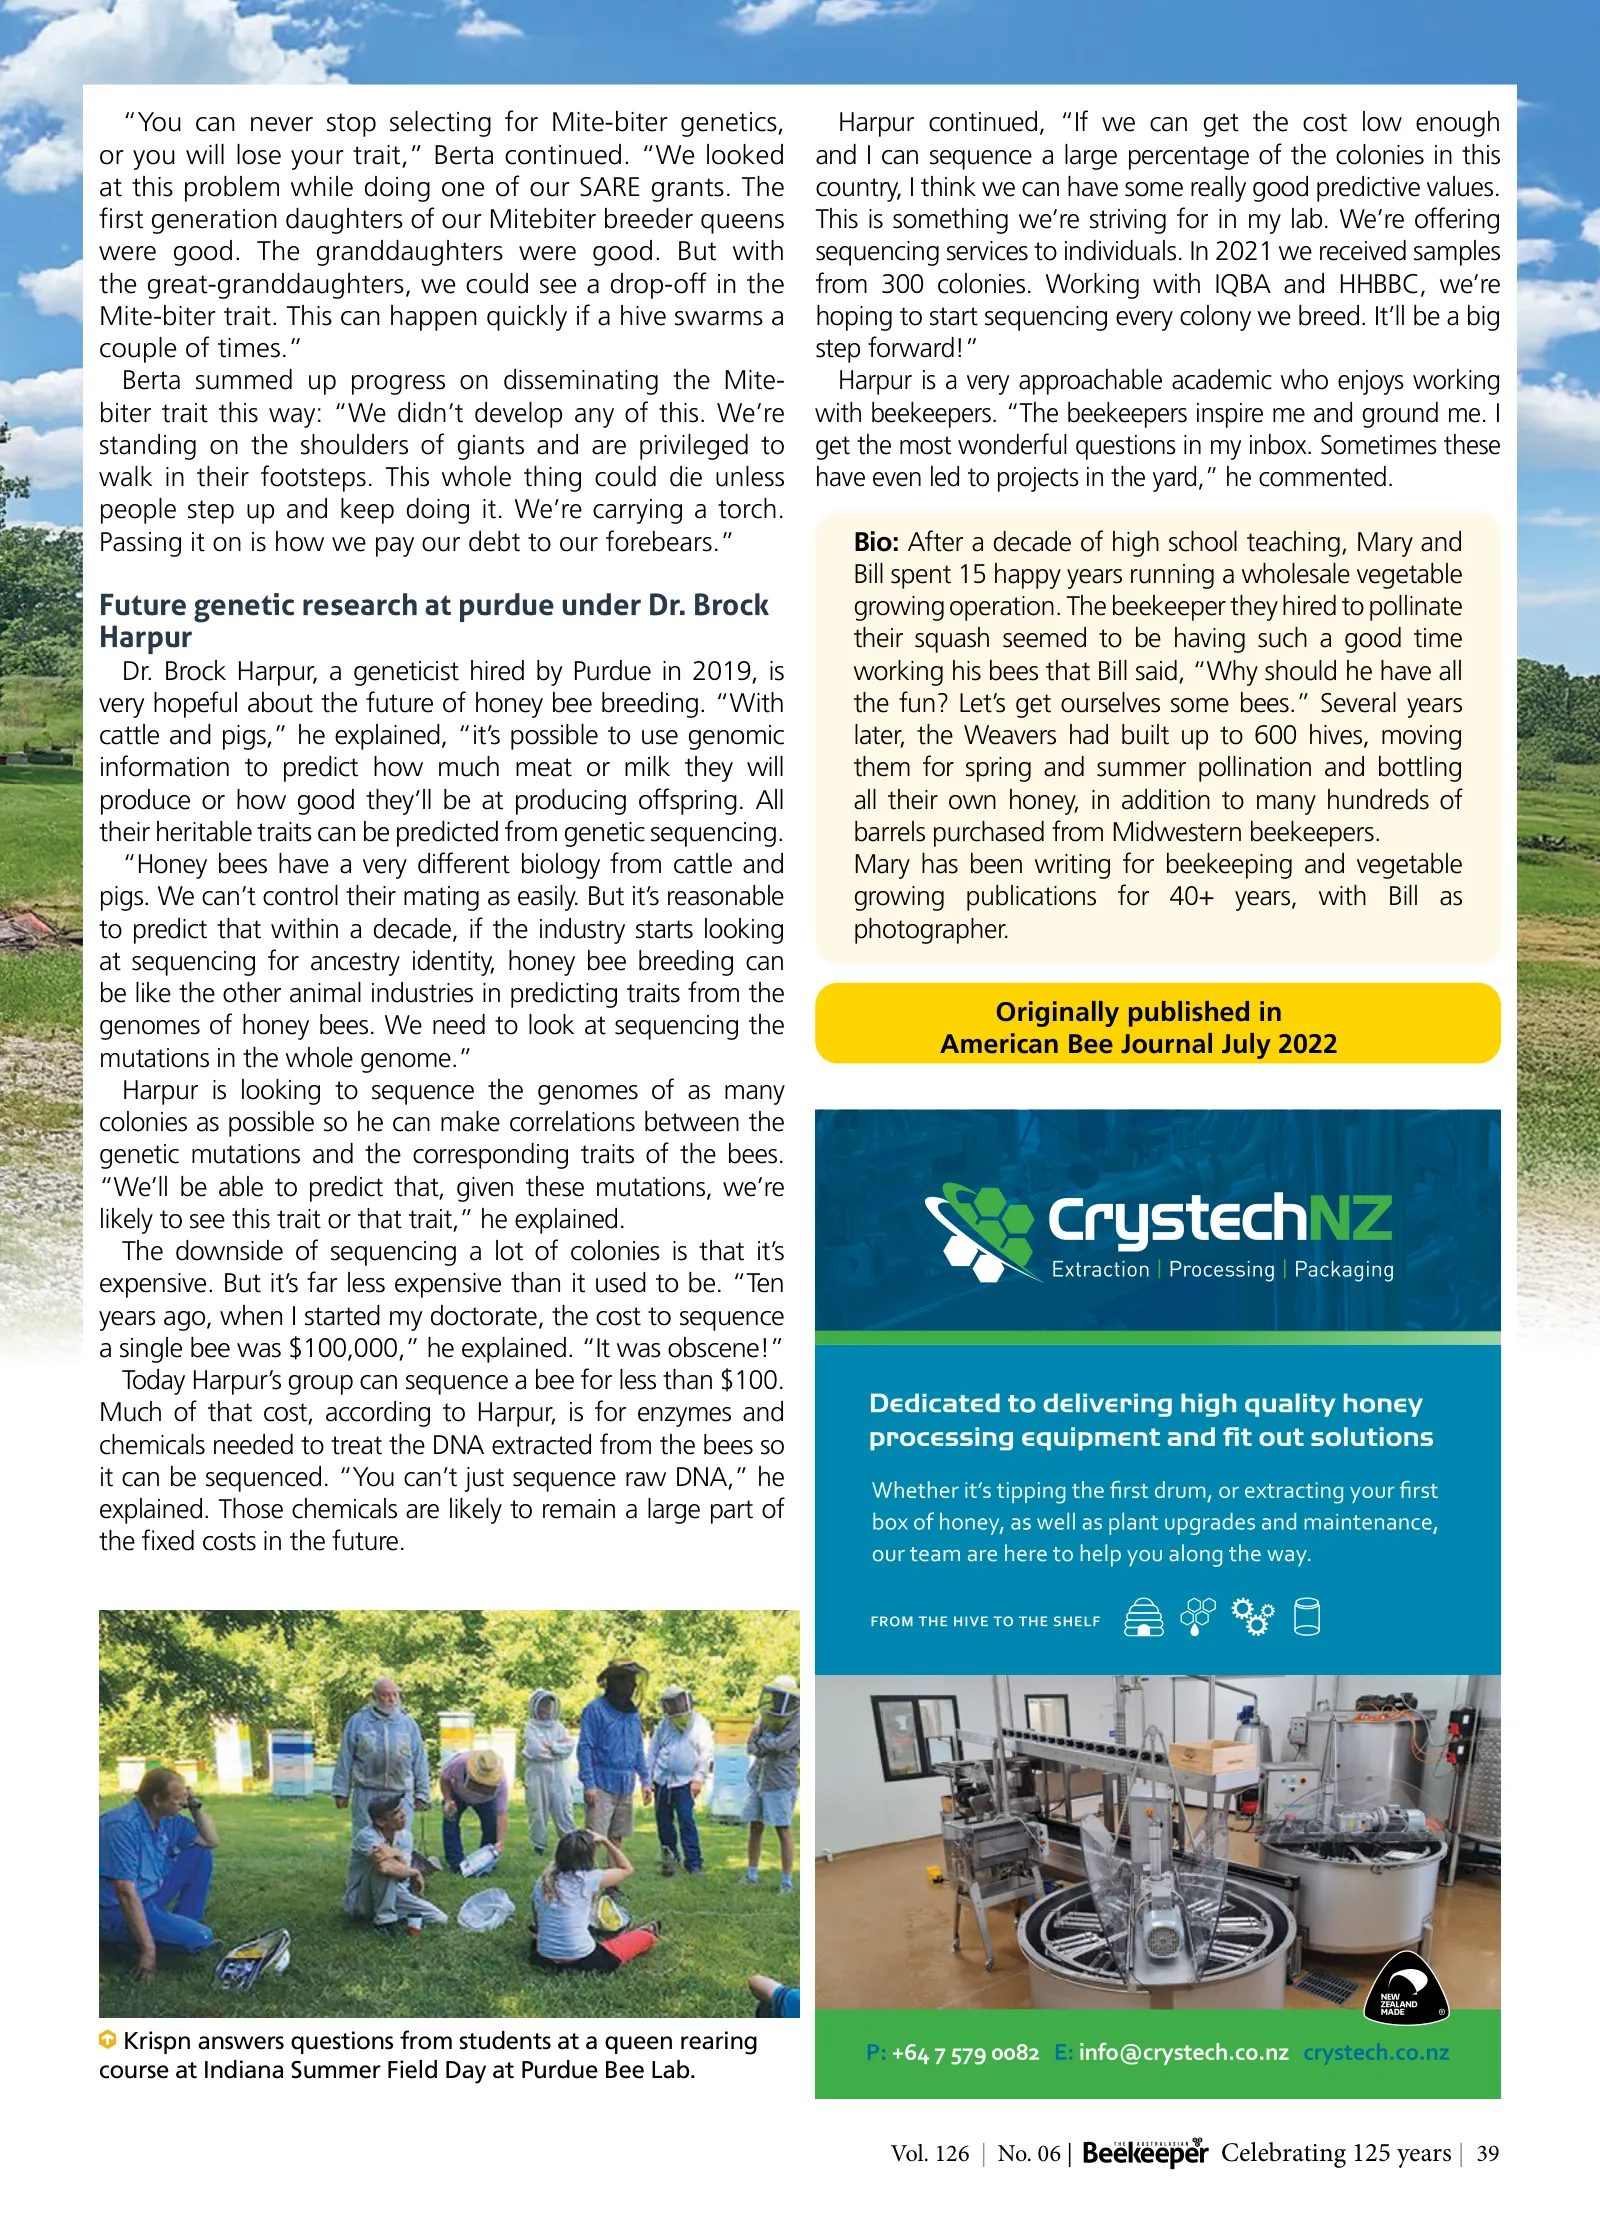 “You can never stop selecting for Mite-biter genetics,
or you will lose your trait,” Berta continued. “We looked
at this problem while doing one of our SARE grants. The
first generation daughters of our Mitebiter breeder queens
were good. The granddaughters were good. But with
the great-granddaughters, we could see a drop-off in the
Mite-biter trait. This can happen quickly if a hive swarms a
couple of times.”
Berta summed up progress on disseminating the Mite-
biter trait this way: “We didn’t develop any of this. We’re
standing on the shoulders of giants and are privileged to
walk in their footsteps. This whole thing could die unless
people step up and keep doing it. We’re carrying a torch.
Passing it on is how we pay our debt to our forebears.”
Future genetic research at purdue under Dr. Brock
Harpur
Dr. Brock Harpur, a geneticist hired by Purdue in 2019, is
very hopeful about the future of honey bee breeding. “With
cattle and pigs,” he explained, “it’s possible to use genomic
information to predict how much meat or milk they will
produce or how good they’ll be at producing offspring. All
their heritable traits can be predicted from genetic sequencing.
“Honey bees have a very different biology from cattle and
pigs. We can’t control their mating as easily. But it’s reasonable
to predict that within a decade, if the industry starts looking
at sequencing for ancestry identity, honey bee breeding can
be like the other animal industries in predicting traits from the
genomes of honey bees. We need to look at sequencing the
mutations in the whole genome.”
Harpur is looking to sequence the genomes of as many
colonies as possible so he can make correlations between the
genetic mutations and the corresponding traits of the bees.
“We’ll be able to predict that, given these mutations, we’re
likely to see this trait or that trait,” he explained.
The downside of sequencing a lot of colonies is that it’s
expensive. But it’s far less expensive than it used to be. “Ten
years ago, when I started my doctorate, the cost to sequence
a single bee was $100,000,” he explained. “It was obscene!”
Today Harpur’s group can sequence a bee for less than $100.
Much of that cost, according to Harpur, is for enzymes and
chemicals needed to treat the DNA extracted from the bees so
it can be sequenced. “You can’t just sequence raw DNA,” he
explained. Those chemicals are likely to remain a large part of
the fixed costs in the future.
Krispn answers questions from students at a queen rearing
course at Indiana Summer Field Day at Purdue Bee Lab.
Harpur continued, “If we can get the cost low enough
and I can sequence a large percentage of the colonies in this
country, I think we can have some really good predictive values.
This is something we’re striving for in my lab. We’re offering
sequencing services to individuals. In 2021 we received samples
from 300 colonies. Working with IQBA and HHBBC, we’re
hoping to start sequencing every colony we breed. It’ll be a big
step forward!”
Harpur is a very approachable academic who enjoys working
with beekeepers. “The beekeepers inspire me and ground me. I
get the most wonderful questions in my inbox. Sometimes these
have even led to projects in the yard,” he commented.
Bio: After a decade of high school teaching, Mary and
Bill spent 15 happy years running a wholesale vegetable
growing operation. The beekeeper they hired to pollinate
their squash seemed to be having such a good time
working his bees that Bill said, “Why should he have all
the fun? Let’s get ourselves some bees.” Several years
later, the Weavers had built up to 600 hives, moving
them for spring and summer pollination and bottling
all their own honey, in addition to many hundreds of
barrels purchased from Midwestern beekeepers.
Mary has been writing for beekeeping and vegetable
growing publications for 40+ years, with Bill as
photographer.
Originally published in
American Bee Journal July 2022
CrystechNZ
Extraction | Processing | Packaging
Dedicated to delivering high quality honey
processing equipment and fit out solutions
Whether it’s tipping the first drum, or extracting your first
box of honey, as well as plant upgrades and maintenance,
our team are here to help you along the way.
FROM THE HIVE TO THE SHELF
NEW
ZEALAND
MADE ®
P: +64 7 579 0082 E: info@crystech.co.nz crystech.co.nz
Vol. 126 | No. 06 | THE AUSTRALASIAN Beekeeper Celebrating 125 years | 39